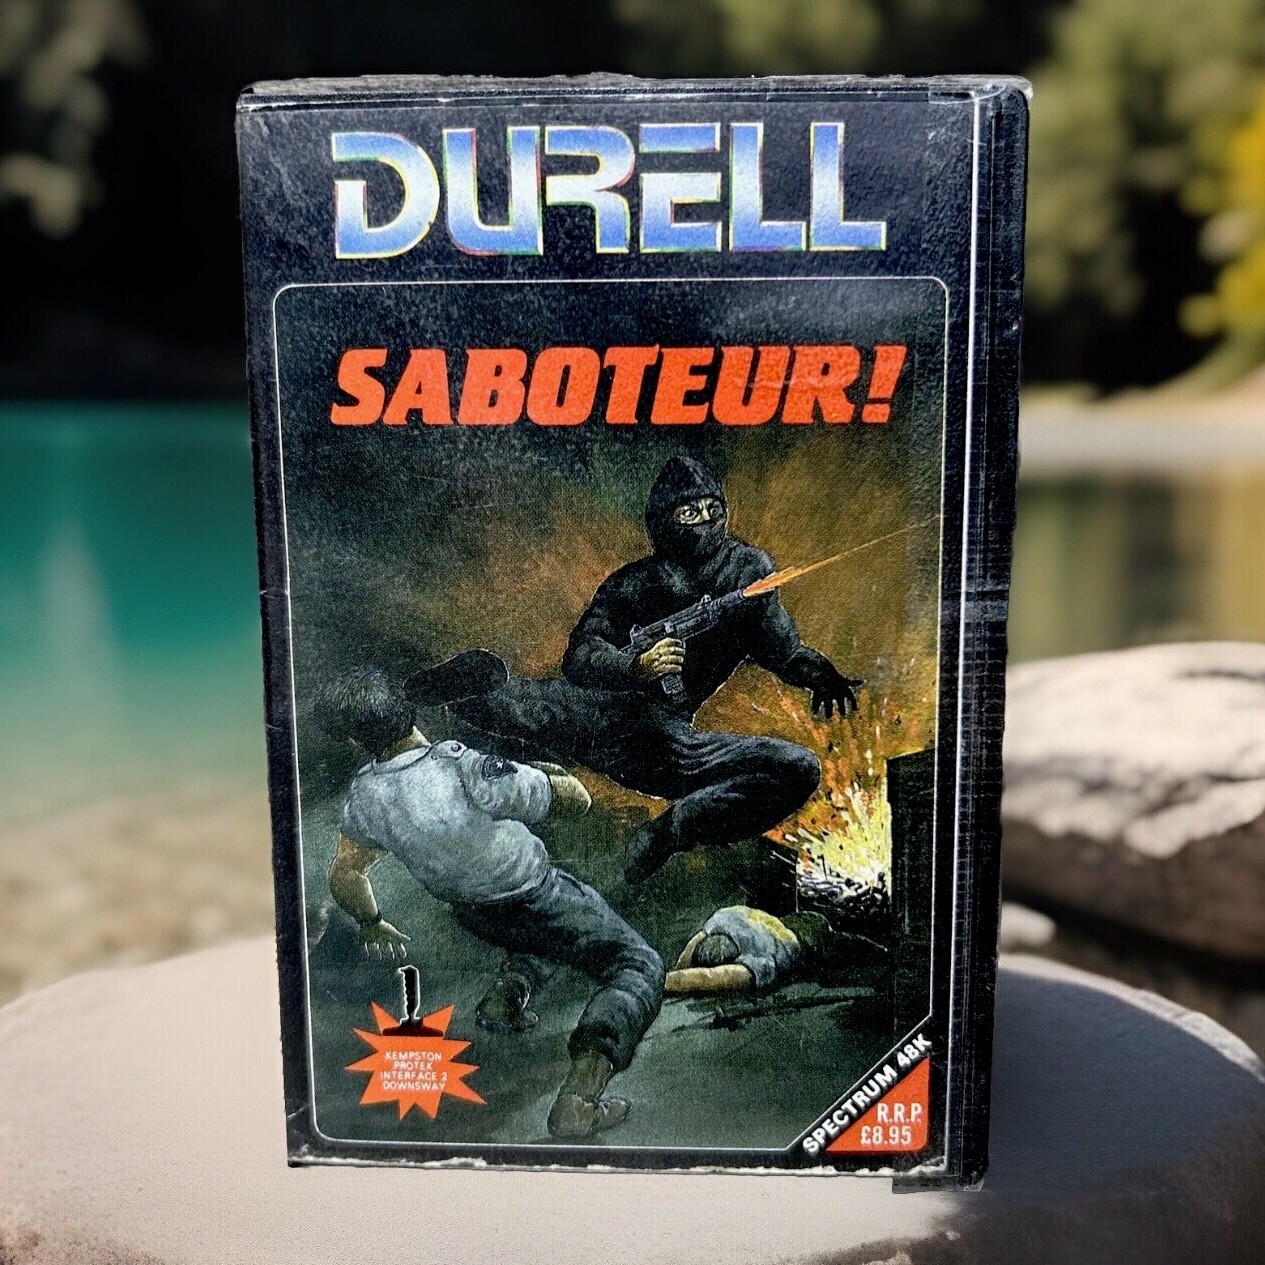 DURELL
SABOTEUR!
KEMPSTON
PROTEK
INTERFACE 2
DOWNSWAY
SPECTRUM 48K
R.R.P.
£8.95